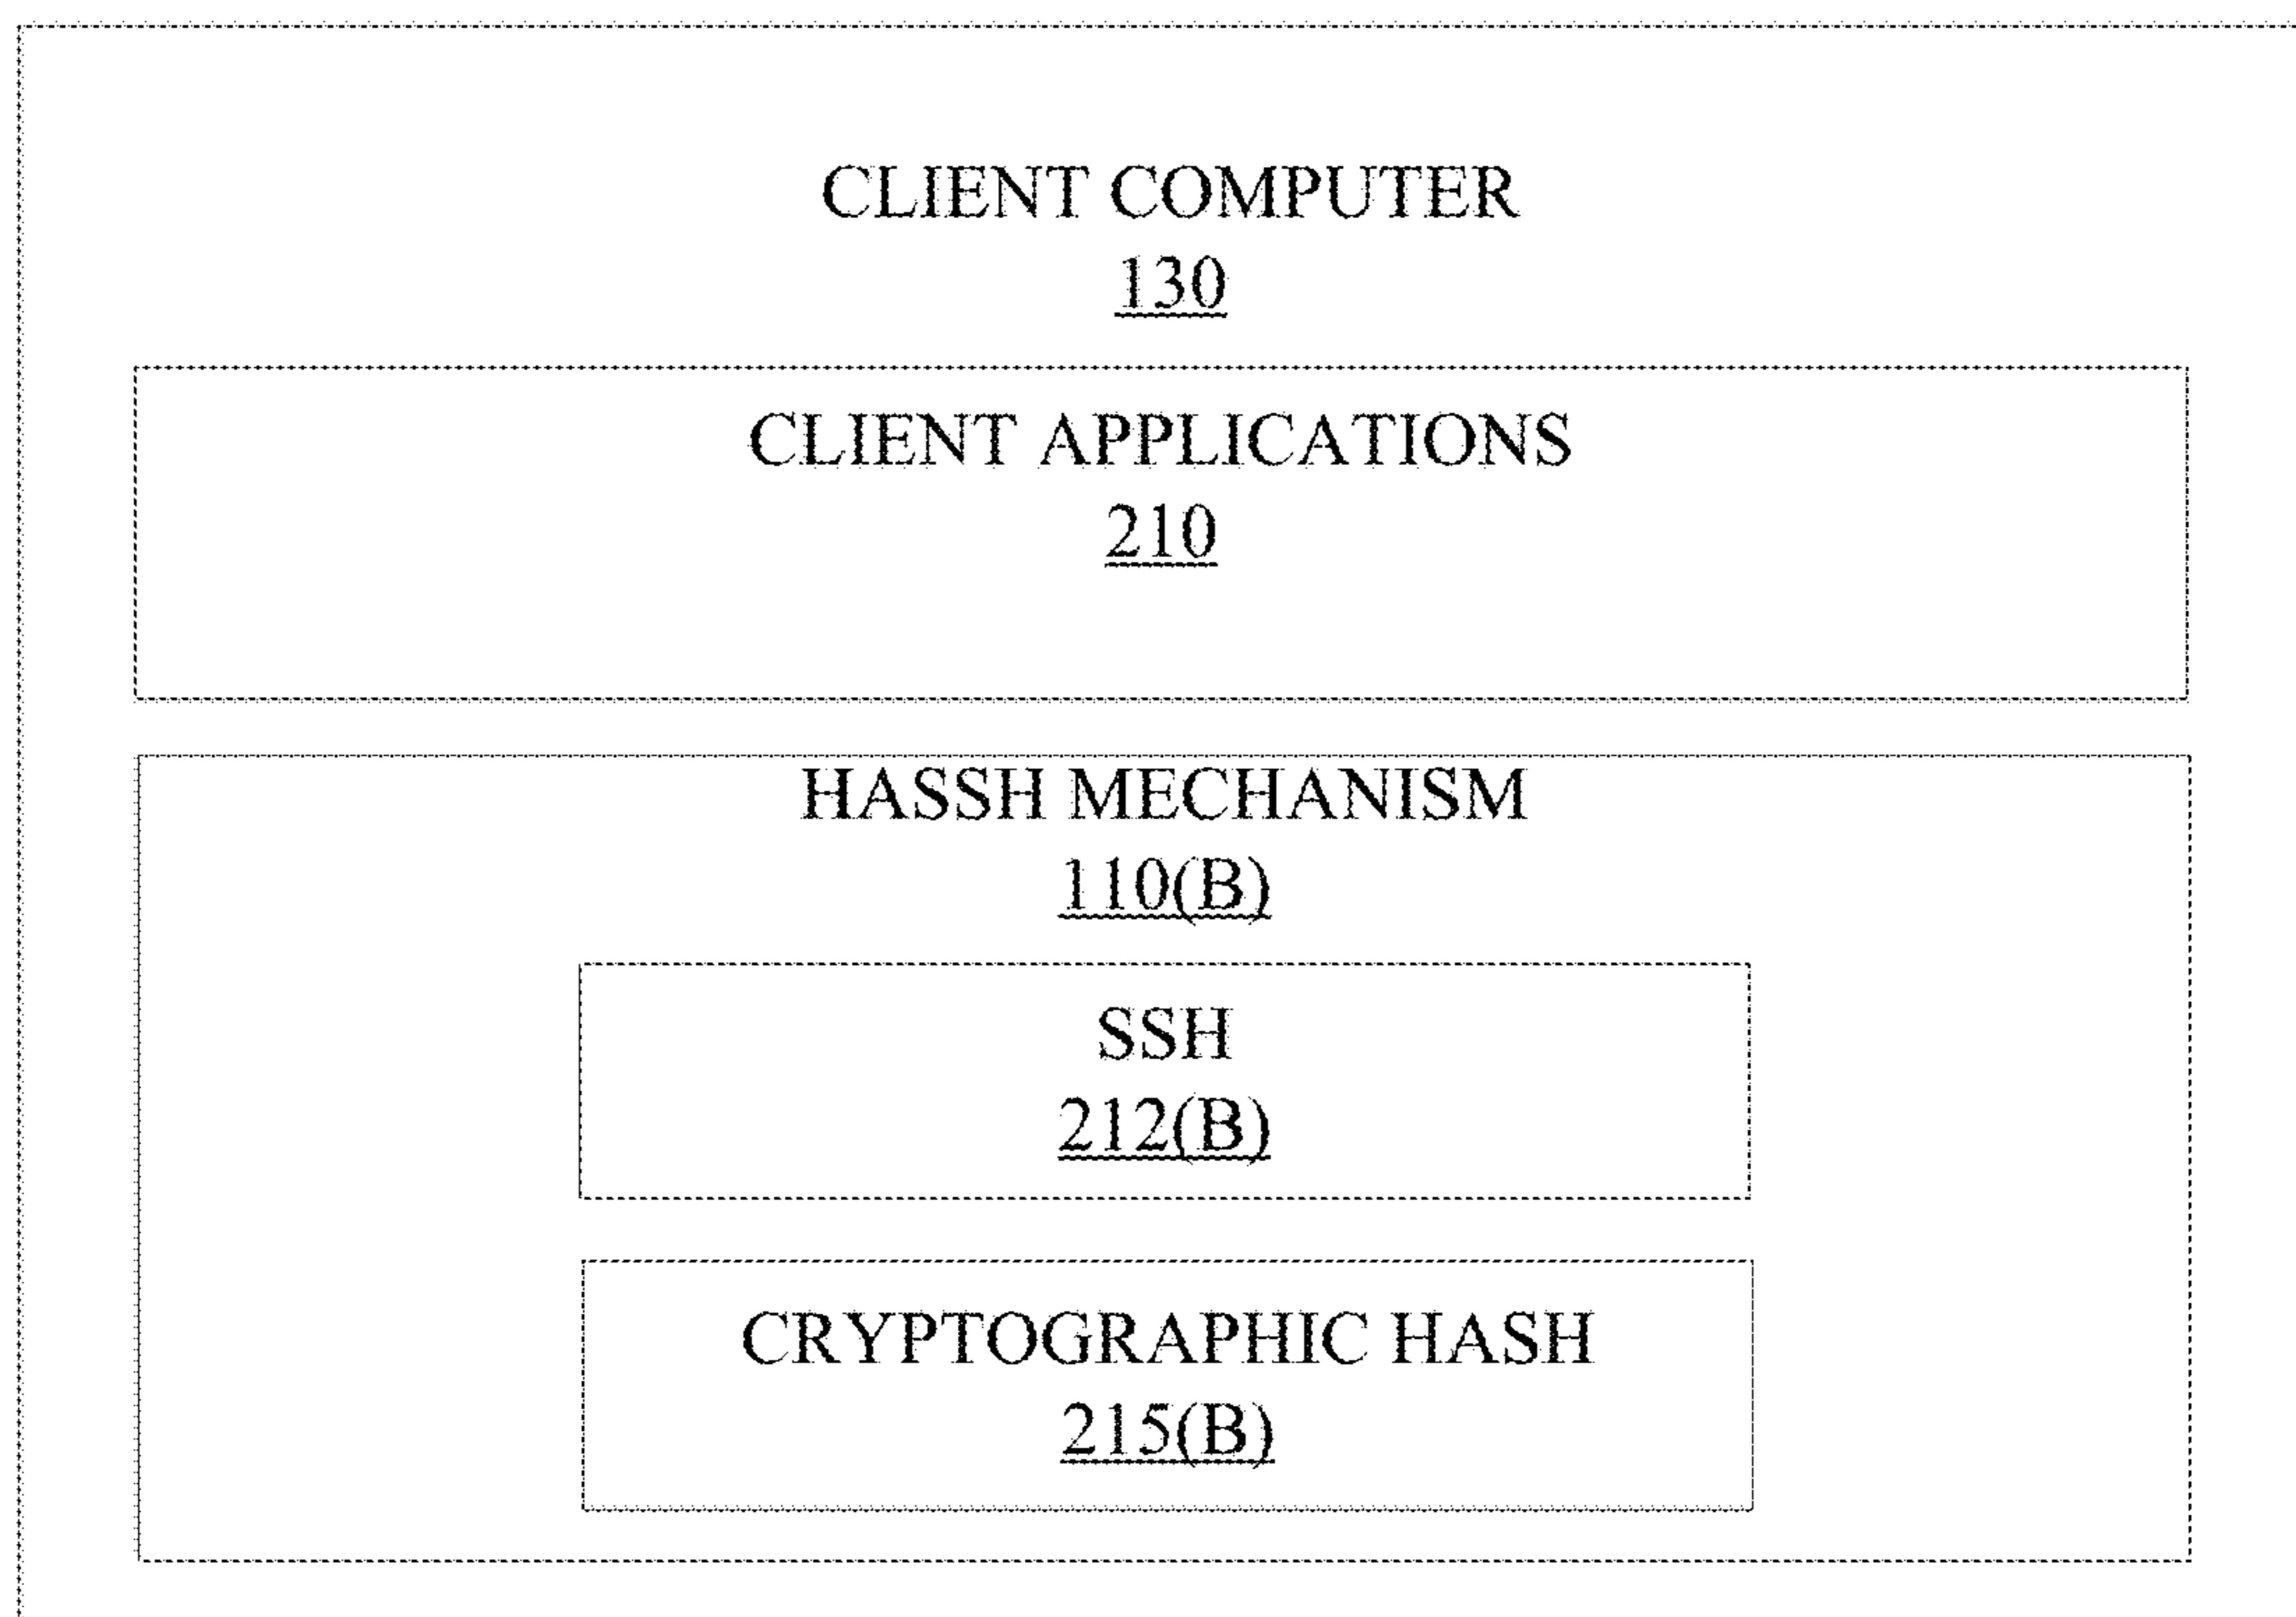 CLIENT COMPUTER
130
CLIENT APPLICATIONS
210
HASSH MECHANISM
110(B)
SSH
212(B)
CRYPTOGRAPHIC HASH
215(B)